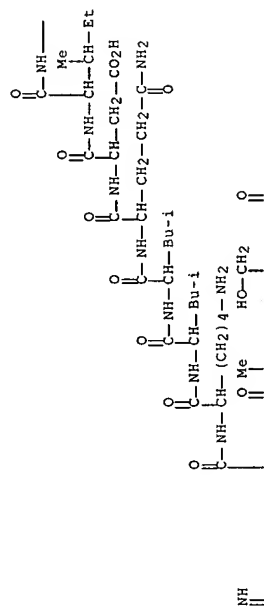 O═C—NH—
Me
NH—CH—CH—Et
O═C
NH—CH—CH2—CO2H
O═C
NH—CH—CH2—CH2—C—NH2
O═C O
NH—CH—Bu-i
O═C
NH—CH—Bu-i
O═C
NH—CH—(CH2)4—NH2
O═C
NH O Me HO—CH2 O